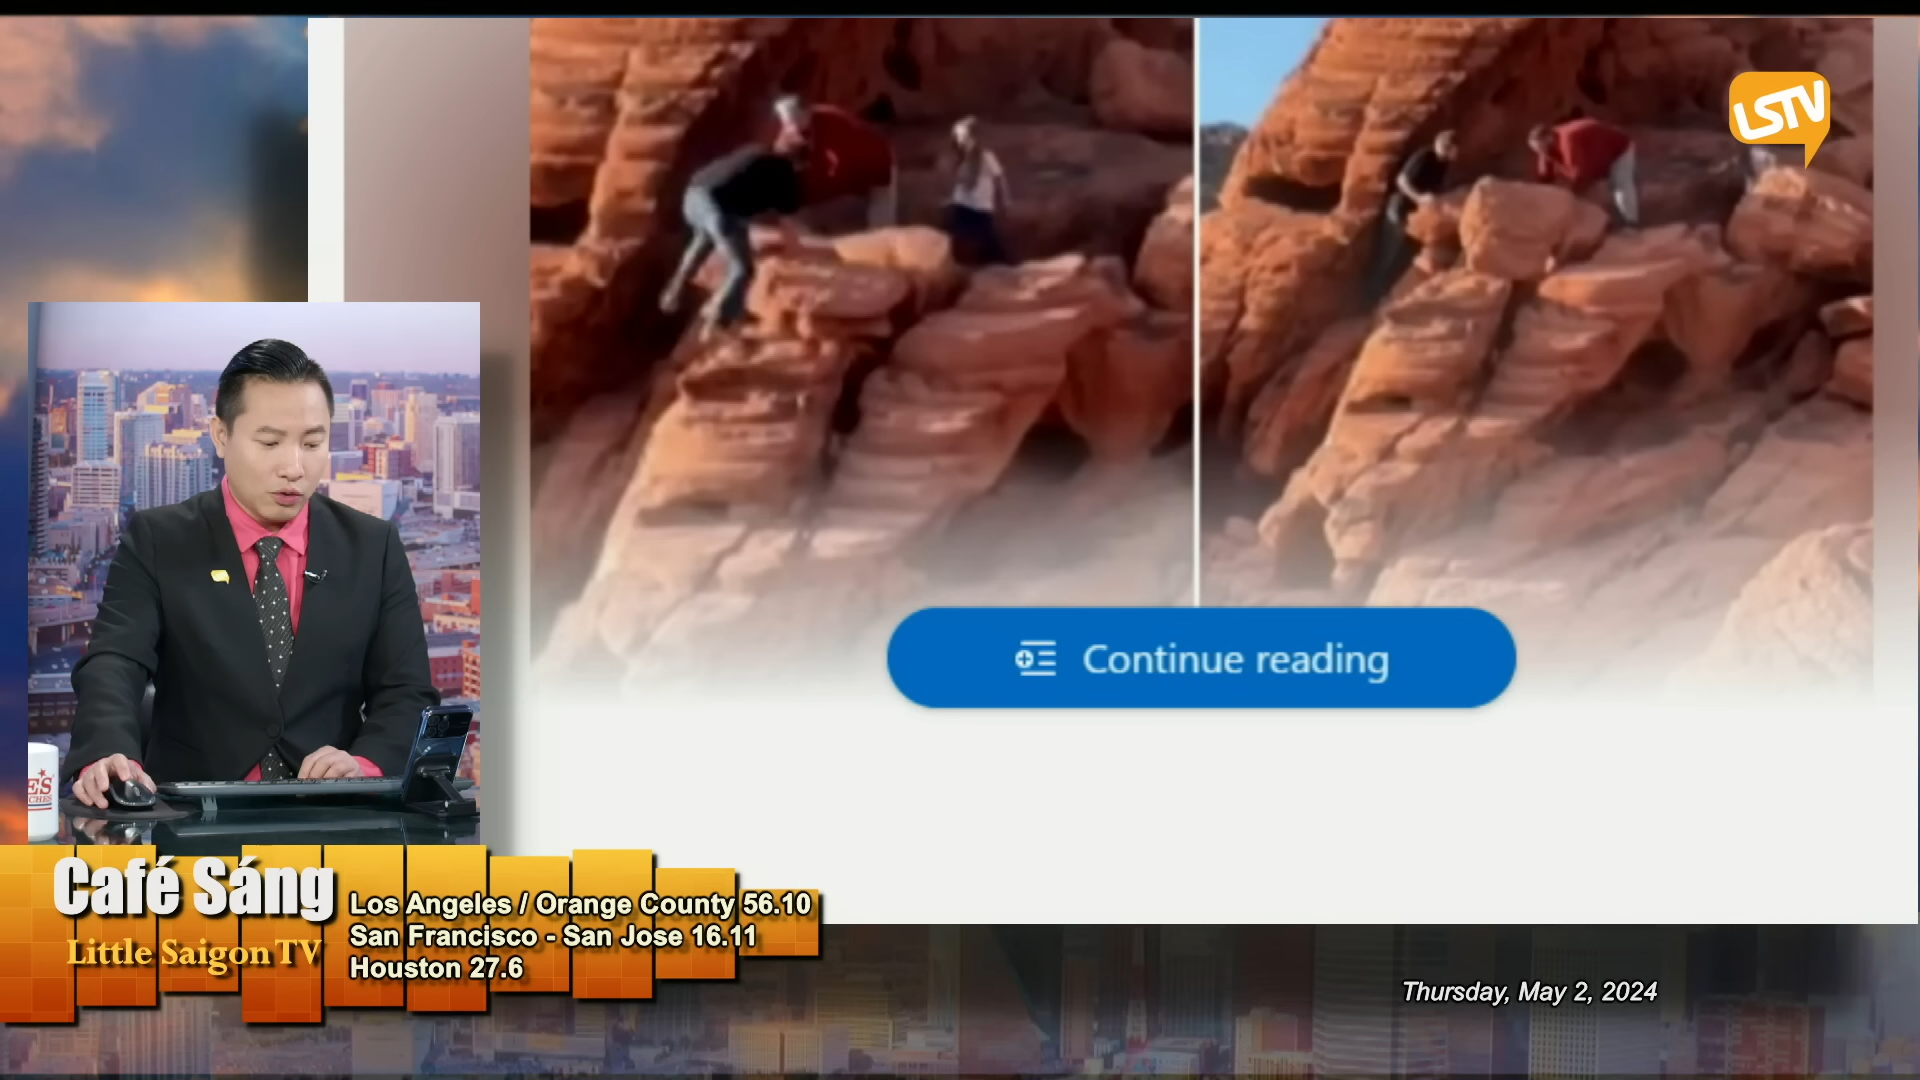 LSTV
Continue reading
E'S
CHES
Café Sáng
Little Saigon TV
Los Angeles / Orange County 56.10
San Francisco - San Jose 16.11
Houston 27.6
Thursday, May 2, 2024